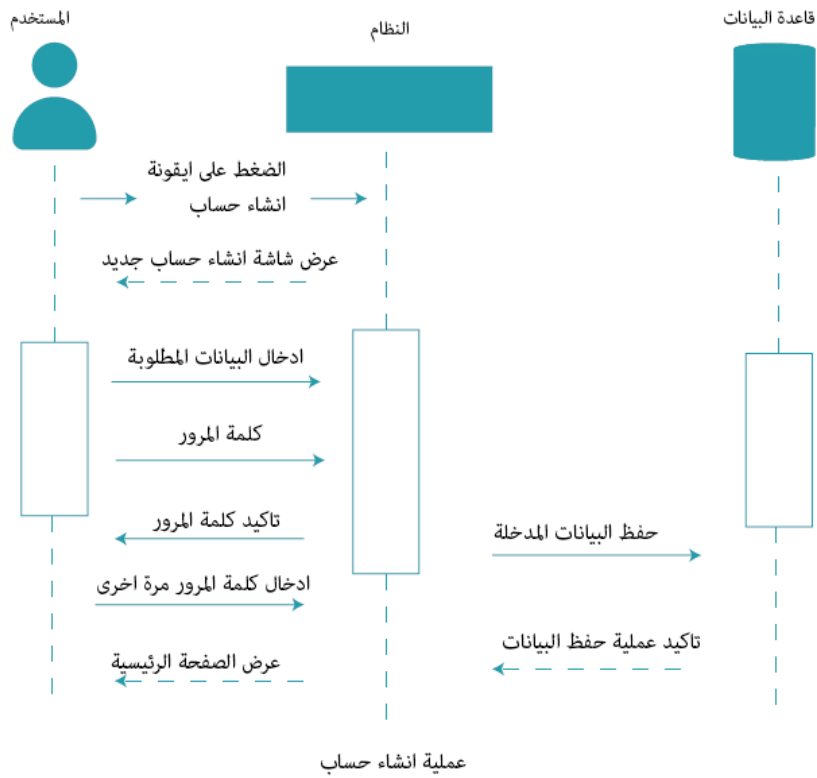 المستخدم
النظام
قاعدة البيانات
الضغط على ايقونة
انشاء حساب
عرض شاشة انشاء حساب جديد
ادخال البيانات المطلوبة
كلمة المرور
تاكيد كلمة المرور
حفظ البيانات المدخلة
ادخال كلمة المرور مرة اخرى
تاكيد عملية حفظ البيانات
عرض الصفحة الرئيسية
عملية انشاء حساب